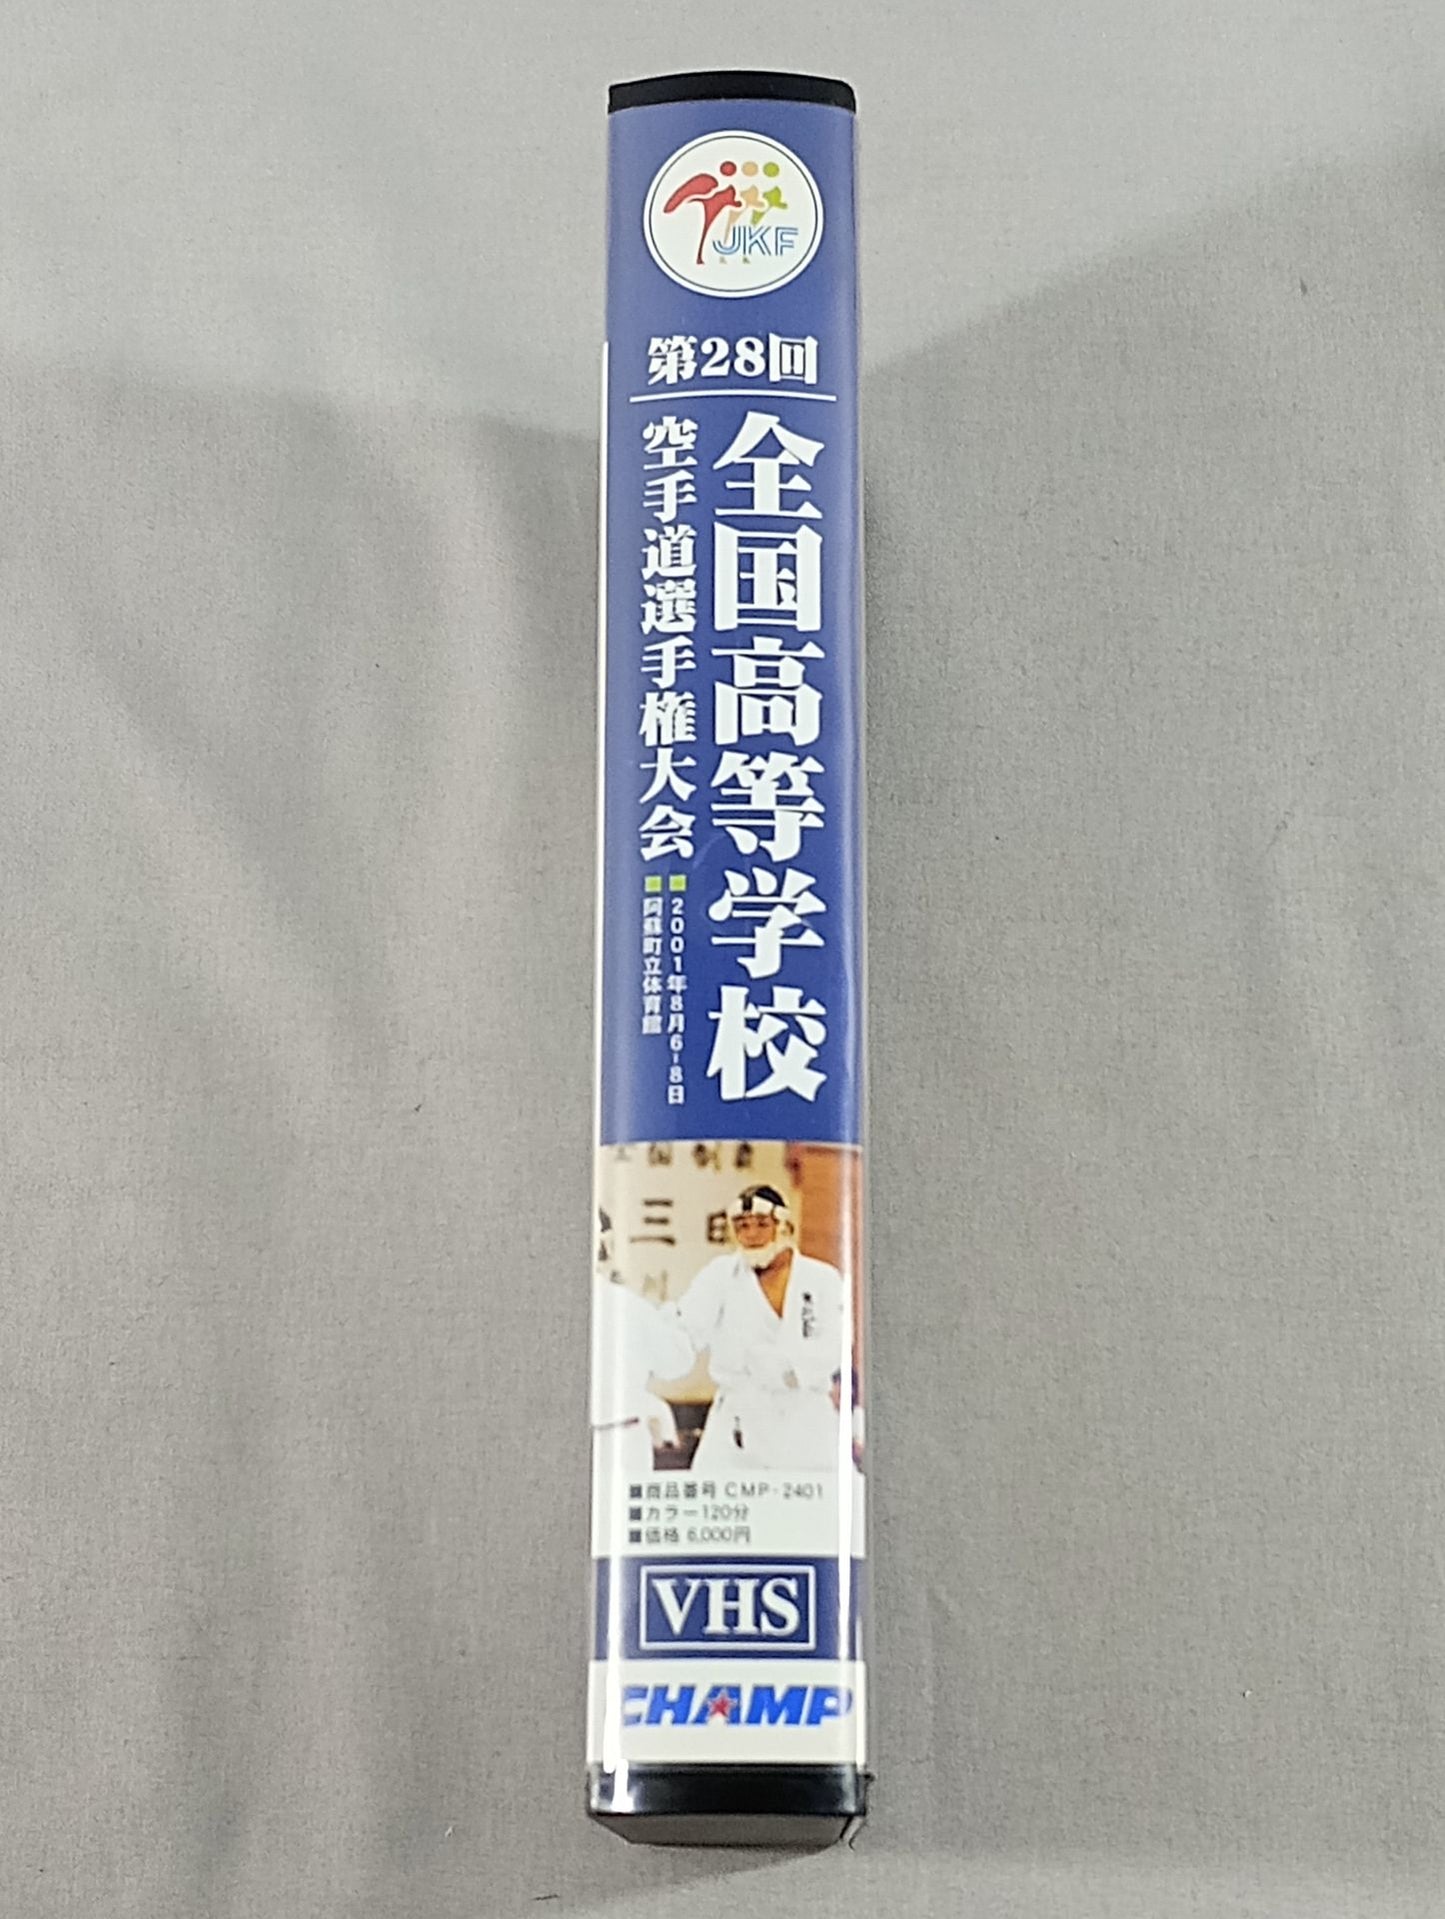 JKF
第28回
全国高等学校
空手道選手権大会
■2001年8月6-8日
■阿蘇町立体育館
三
■商品番号 CMP-2401
■カラー120分
■価格 6,000円
VHS
CHAMP